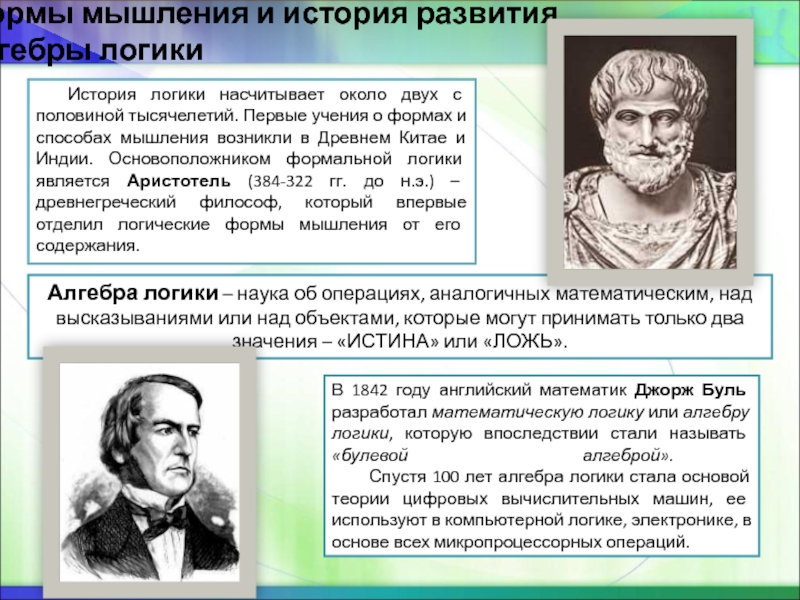 ормы мышления и история развития
гебры логики
История логики насчитывает около двух с
половиной тысячелетий. Первые учения о формах и
способах мышления возникли в Древнем Китае и
Индии. Основоположником формальной логики
является Аристотель (384-322 гг. до н.э.) –
древнегреческий философ, который впервые
отделил логические формы мышления от его
содержания.
Алгебра логики – наука об операциях, аналогичных математическим, над
высказываниями или над объектами, которые могут принимать только два
значения – «ИСТИНА» или «ЛОЖЬ».
В 1842 году английский математик Джорж Буль
разработал математическую логику или алгебру
логики, которую впоследствии стали называть
«булевой алгеброй».
Спустя 100 лет алгебра логики стала основой
теории цифровых вычислительных машин, ее
используют в компьютерной логике, электронике, в
основе всех микропроцессорных операций.